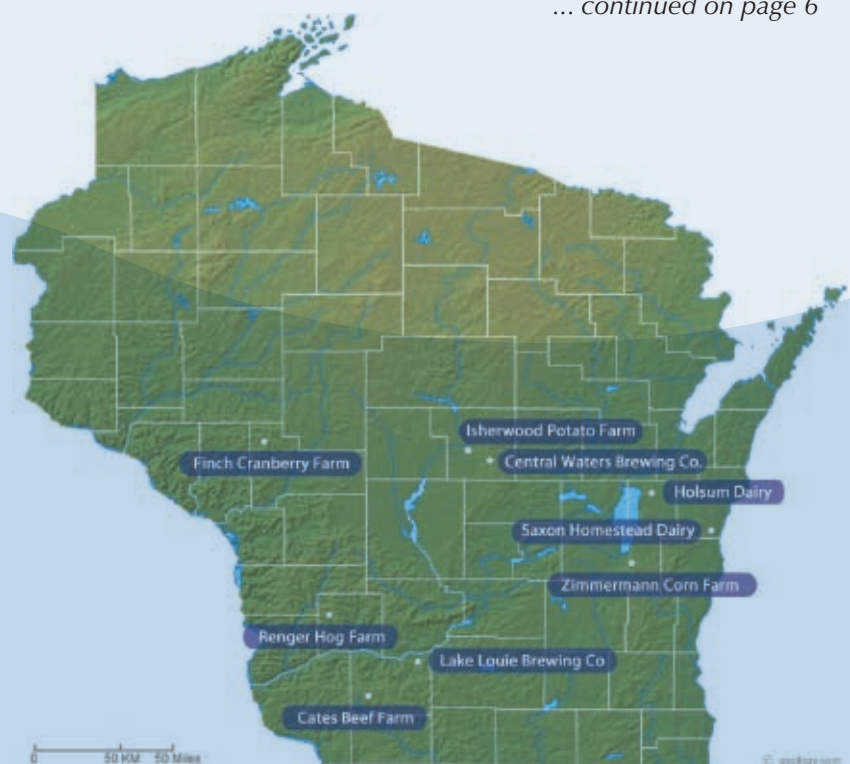 ... continued on page 6
Isherwood Potato Farm
Finch Cranberry Farm
Central Waters Brewing Co.
Holsum Dairy
Saxon Homestead Dairy
Zimmermann Corn Farm
Renger Hog Farm
Lake Louie Brewing Co
Cates Beef Farm
0 50 KM 50 Miles